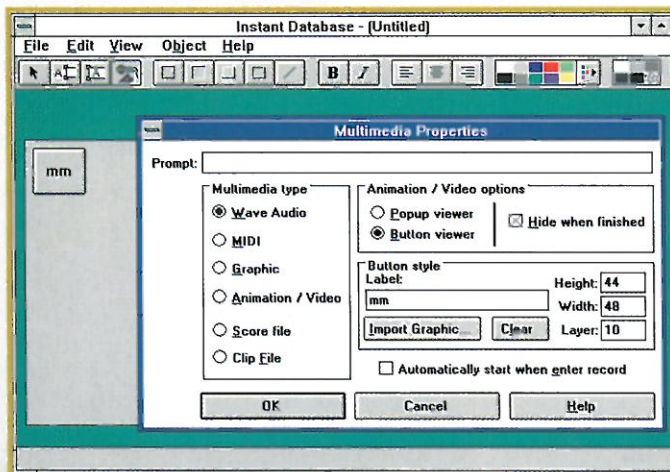 Instant Database - (Untitled)
File Edit View Object Help
A A B I
mm
Multimedia Properties
Prompt:
Multimedia type
Wave Audio
MIDI
Graphic
Animation / Video
Score file
Clip File
Animation / Video options
Popup viewer
Button viewer
Hide when finished
Button style
Label:
mm
Height: 44
Width: 48
Layer: 10
Import Graphic... Clear
Automatically start when enter record
OK Cancel Help